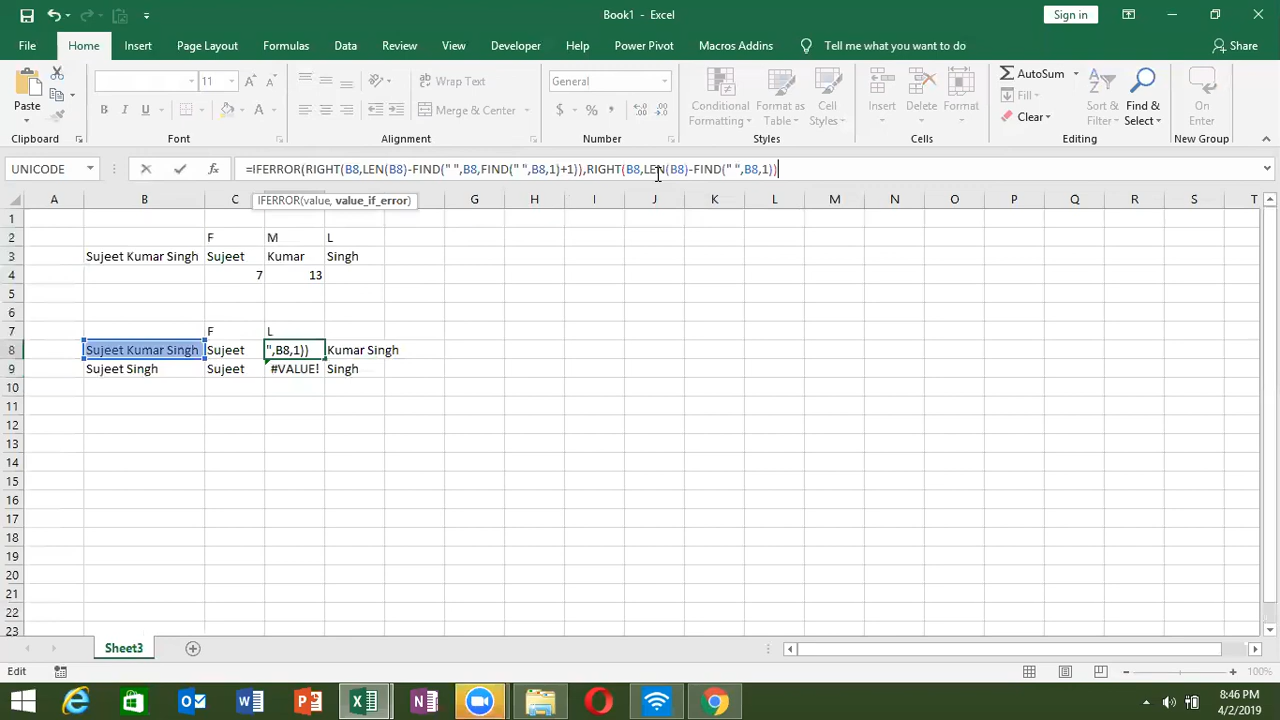 Book1 - Excel
Sign in
File Home Insert Page Layout Formulas Data Review View Developer Help Power Pivot Macros Addins Tell me what you want to do Share
Paste
Clipboard
11
B I U
Font
Wrap Text
Merge & Center
Alignment
General
$ % ,
Number
Conditional Formatting
Format as Table
Cell Styles
Styles
Insert Delete Format
Cells
AutoSum
Fill
Clear
Sort & Filter
Find & Select
Editing
On Enter
New Group
UNICODE
=IFERROR(RIGHT(B8,LEN(B8)-FIND(" ",B8,FIND(" ",B8,1)+1)),RIGHT(B8,LEN(B8)-FIND(" ",B8,1))
IFERROR(value, value_if_error)
A B C G H I J K L M N O P Q R S T
1
2 F M L
3 Sujeet Kumar Singh Sujeet Kumar Singh
4 7 13
5
6
7 F L
8 Sujeet Kumar Singh Sujeet ",B8,1)) Kumar Singh
9 Sujeet Singh Sujeet #VALUE! Singh
10
11
12
13
14
15
16
17
18
19
20
21
22
23
Sheet3
Edit
100%
8:46 PM
4/2/2019